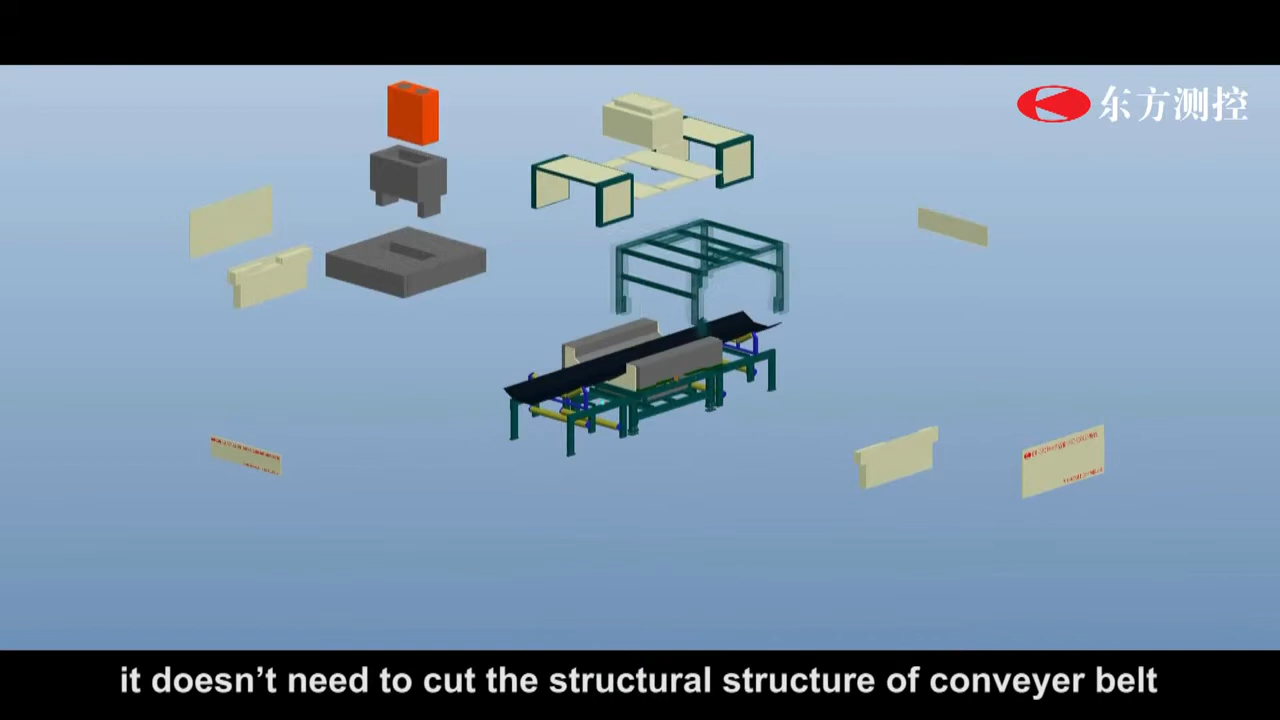 东方测控
it doesn’t need to cut the structural structure of conveyer belt